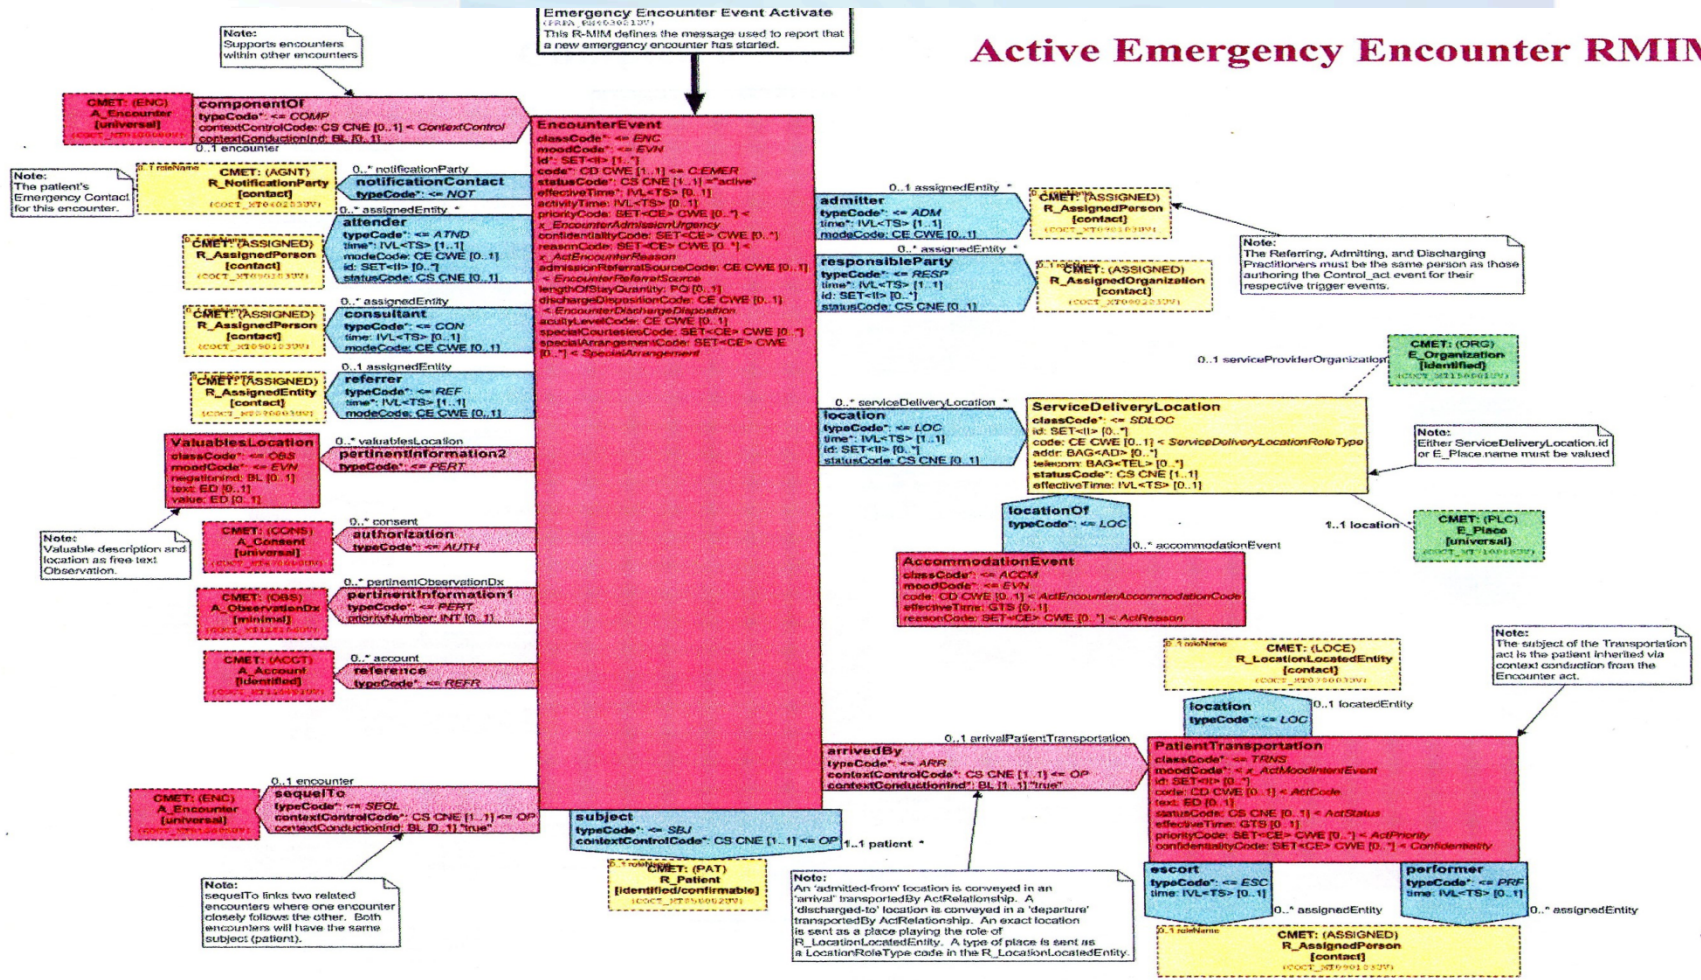 Emergency Encounter Event Activate
This R-MIM defines the message used to report that
a new emergency encounter has started.
Active Emergency Encounter RMIM
Note:
Supports encounters
within other encounters
CMET: (ENC)
A_Encounter
[universal]
componentOf
typeCode*: <= COMP
contextControlCode: CS CNE [0..1] < ContextControl
contextConductionInd: BL [0..1]
0..1 encounter
EncounterEvent
classCode*: <= ENC
moodCode*: <= EVN
id*: SET<II> [1..*]
code*: CD CWE [1..1] <= C:EMER
statusCode*: CS CNE [1..1] ="active"
effectiveTime*: IVL<TS> [0..1]
activityTime: IVL<TS> [0..1]
priorityCode: SET<CE> CWE [0..*] <
x_EncounterAdmissionUrgency
confidentialityCode: SET<CE> CWE [0..*]
reasonCode: SET<CE> CWE [0..*] <
x_ActEncounterReason
admissionReferralSourceCode: CE CWE [0..1]
< EncounterReferralSource
lengthOfStayQuantity: PQ [0..1]
dischargeDispositionCode: CE CWE [0..1]
< EncounterDischargeDisposition
acuityLevelCode: CE CWE [0..1]
specialCourtesiesCode: SET<CE> CWE [0..*]
specialArrangementCode: SET<CE> CWE
[0..*] < SpecialArrangement
Note:
The patient's
Emergency Contact
for this encounter.
0..1 roleName
CMET: (AGNT)
R_NotificationParty
[contact]
0..* notificationParty
notificationContact
typeCode*: <= NOT
0..* assignedEntity *
attender
typeCode*: <= ATND
time*: IVL<TS> [1..1]
modeCode: CE CWE [0..1]
id: SET<II> [0..*]
statusCode: CS CNE [0..1]
CMET: (ASSIGNED)
R_AssignedPerson
[contact]
0..* assignedEntity
consultant
typeCode*: <= CON
time: IVL<TS> [0..1]
modeCode: CE CWE [0..1]
CMET: (ASSIGNED)
R_AssignedPerson
[contact]
0..1 assignedEntity
referrer
typeCode*: <= REF
time*: IVL<TS> [1..1]
modeCode: CE CWE [0..1]
CMET: (ASSIGNED)
R_AssignedEntity
[contact]
ValuablesLocation
classCode*: <= OBS
moodCode*: <= EVN
negationInd: BL [0..1]
text: ED [0..1]
value: ED [0..1]
0..* valuablesLocation
pertinentInformation2
typeCode*: <= PERT
Note:
Valuable description and
location as free text
Observation.
CMET: (CONS)
A_Consent
[universal]
0..* consent
authorization
typeCode*: <= AUTH
CMET: (OBS)
A_ObservationDx
[minimal]
0..* pertinentObservationDx
pertinentInformation1
typeCode*: <= PERT
priorityNumber: INT [0..1]
CMET: (ACCT)
A_Account
[identified]
0..* account
reference
typeCode*: <= REFR
CMET: (ENC)
A_Encounter
[universal]
0..1 encounter
sequelTo
typeCode*: <= SEQL
contextControlCode*: CS CNE [1..1] <= OP
contextConductionInd: BL [0..1] "true"
Note:
sequelTo links two related
encounters where one encounter
closely follows the other. Both
encounters will have the same
subject (patient).
subject
typeCode*: <= SBJ
contextControlCode*: CS CNE [1..1] <= OP
1..1 patient *
0..1 roleName
CMET: (PAT)
R_Patient
[identified/confirmable]
0..1 assignedEntity *
admitter
typeCode*: <= ADM
time*: IVL<TS> [1..1]
modeCode: CE CWE [0..1]
0..1 roleName
CMET: (ASSIGNED)
R_AssignedPerson
[contact]
0..* assignedEntity *
responsibleParty
typeCode*: <= RESP
time*: IVL<TS> [1..1]
id: SET<II> [0..*]
statusCode: CS CNE [0..1]
0..1 roleName
CMET: (ASSIGNED)
R_AssignedOrganization
[contact]
Note:
The Referring, Admitting, and Discharging
Practitioners must be the same person as those
authoring the Control_act event for their
respective trigger events.
0..1 serviceProviderOrganization
CMET: (ORG)
E_Organization
[identified]
0..* serviceDeliveryLocation *
location
typeCode*: <= LOC
time*: IVL<TS> [1..1]
id: SET<II> [0..*]
statusCode: CS CNE [0..1]
ServiceDeliveryLocation
classCode*: <= SDLOC
id: SET<II> [0..*]
code: CE CWE [0..1] < ServiceDeliveryLocationRoleType
addr: BAG<AD> [0..*]
telecom: BAG<TEL> [0..*]
statusCode*: CS CNE [1..1]
effectiveTime: IVL<TS> [0..1]
Note:
Either ServiceDeliveryLocation.id
or E_Place.name must be valued
1..1 location *
CMET: (PLC)
E_Place
[universal]
locationOf
typeCode*: <= LOC
0..* accommodationEvent
AccommodationEvent
classCode*: <= ACCM
moodCode*: <= EVN
code: CD CWE [0..1] < ActEncounterAccommodationCode
effectiveTime: GTS [0..1]
reasonCode: SET<CE> CWE [0..*] < ActReason
Note:
The subject of the Transportation
act is the patient inherited via
context conduction from the
Encounter act.
0..1 roleName
CMET: (LOCE)
R_LocationLocatedEntity
[contact]
location
typeCode*: <= LOC
0..1 locatedEntity
0..1 arrivalPatientTransportation
arrivedBy
typeCode*: <= ARR
contextControlCode*: CS CNE [1..1] <= OP
contextConductionInd*: BL [1..1] "true"
PatientTransportation
classCode*: <= TRNS
moodCode*: < x_ActMoodIntentEvent
id: SET<II> [0..*]
code: CD CWE [0..1] < ActCode
text: ED [0..1]
statusCode: CS CNE [0..1] < ActStatus
effectiveTime: GTS [0..1]
priorityCode: SET<CE> CWE [0..*] < ActPriority
confidentialityCode: SET<CE> CWE [0..*] < Confidentiality
Note:
An 'admitted-from' location is conveyed in an
'arrival' transportedBy ActRelationship. A
'discharged-to' location is conveyed in a 'departure'
transportedBy ActRelationship. An exact location
is sent as a place playing the role of
R_LocationLocatedEntity. A type of place is sent as
a LocationRoleType code in the R_LocationLocatedEntity.
escort
typeCode*: <= ESC
time: IVL<TS> [0..1]
0..* assignedEntity
performer
typeCode*: <= PRF
time: IVL<TS> [0..1]
0..* assignedEntity
0..1 roleName
CMET: (ASSIGNED)
R_AssignedPerson
[contact]